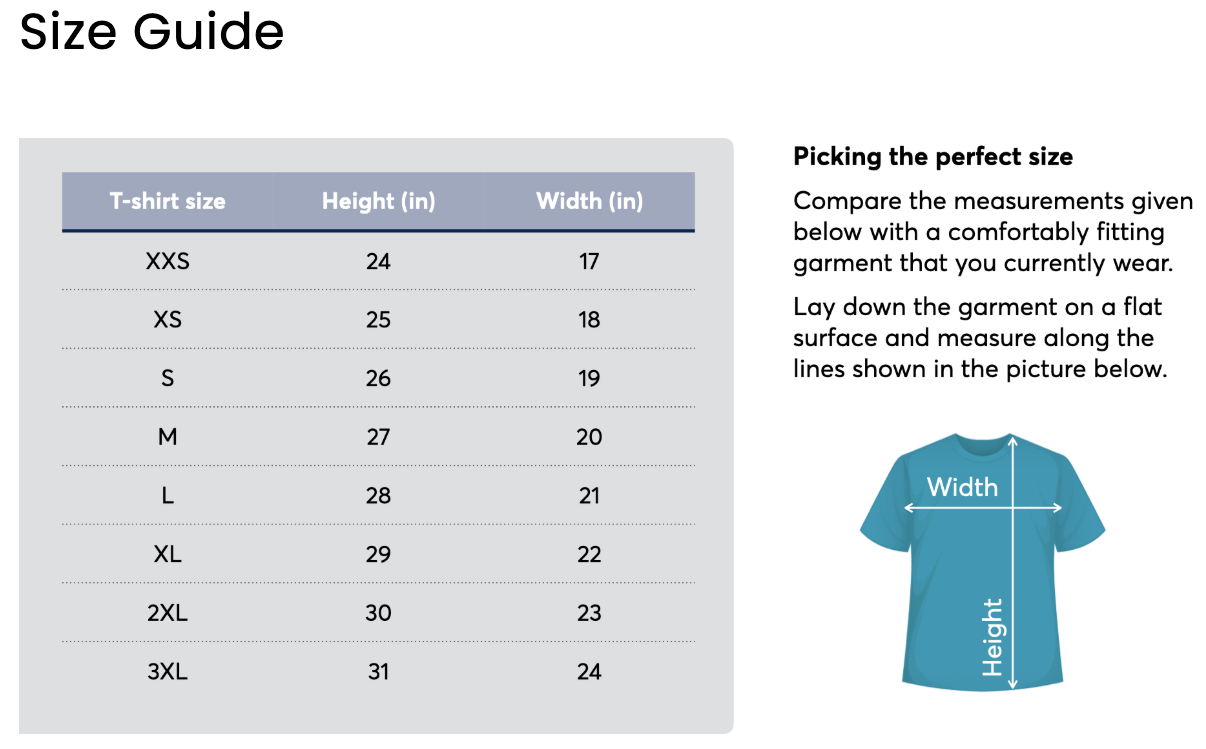 Size Guide
T-shirt size Height (in) Width (in)
XXS 24 17
XS 25 18
S 26 19
M 27 20
L 28 21
XL 29 22
2XL 30 23
3XL 31 24
Picking the perfect size
Compare the measurements given
below with a comfortably fitting
garment that you currently wear.
Lay down the garment on a flat
surface and measure along the
lines shown in the picture below.
Width
Height